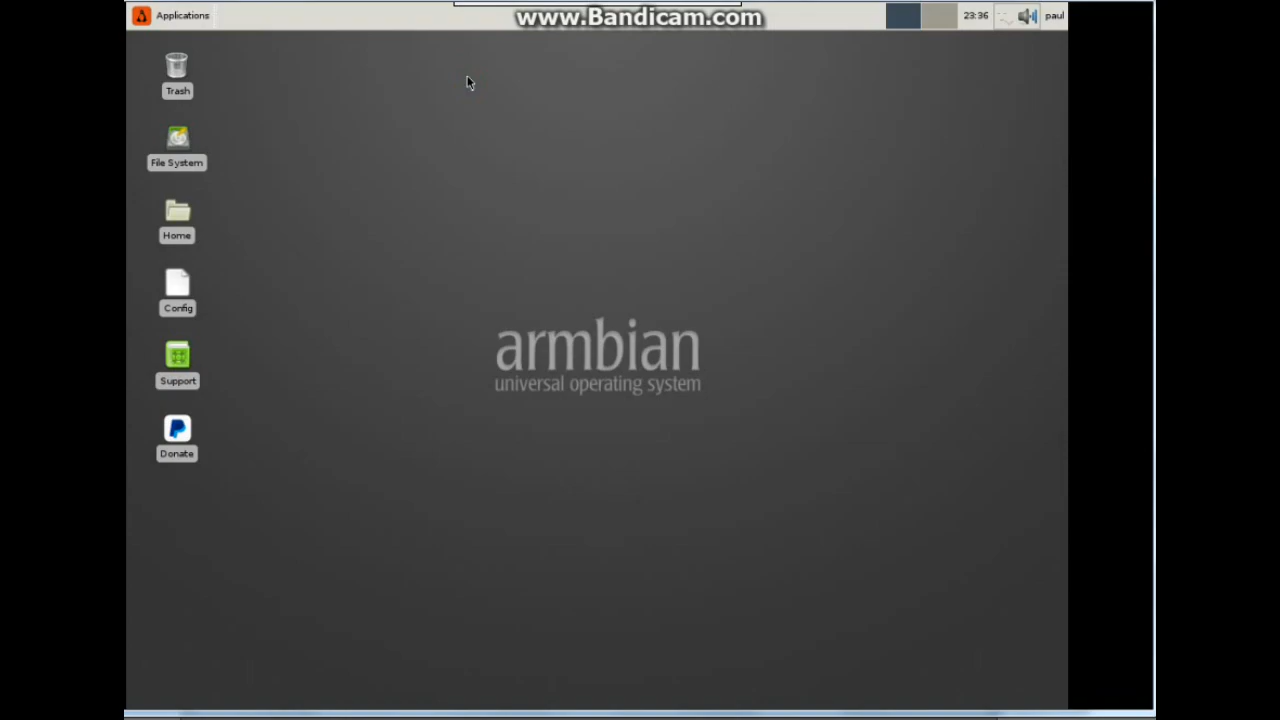 Applications
www.Bandicam.com
23:36
paul
Trash
File System
Home
Config
Support
Donate
armbian
universal operating system